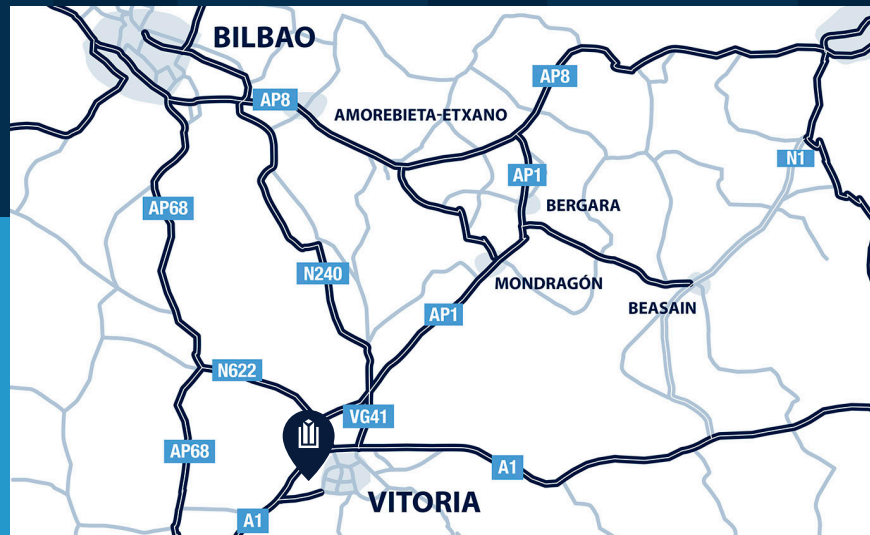 BILBAO
AP8
AP8
AMOREBIETA-ETXANO
N1
AP1
BERGARA
AP68
N240
MONDRAGÓN
BEASAIN
AP1
N622
VG41
AP68
A1
VITORIA
A1